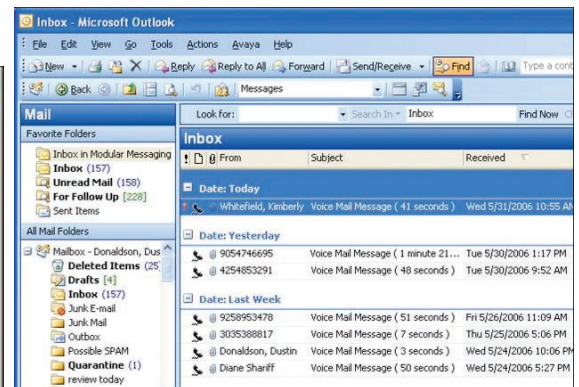 Inbox - Microsoft Outlook
File Edit View Go Tools Actions Avaya Help
New Reply Reply to All Forward Send/Receive Find Type a cont
Back Messages
Mail
Look for: Search In Inbox Find Now
Favorite Folders
Inbox in Modular Messaging
Inbox (157)
Unread Mail (158)
For Follow Up [228]
Sent Items
All Mail Folders
Mailbox - Donaldson, Dus
Deleted Items (25
Drafts [4]
Inbox (157)
Junk E-mail
Junk Mail
Outbox
Possible SPAM
Quarantine (1)
review today
Inbox
From Subject Received
Date: Today
Whitefield, Kimberly Voice Mail Message ( 41 seconds ) Wed 5/31/2006 10:55 AM
Date: Yesterday
9054746695 Voice Mail Message ( 1 minute 21... Tue 5/30/2006 1:17 PM
4254853291 Voice Mail Message ( 48 seconds ) Tue 5/30/2006 9:52 AM
Date: Last Week
9258953478 Voice Mail Message ( 51 seconds ) Fri 5/26/2006 11:09 AM
3035388817 Voice Mail Message ( 7 seconds ) Thu 5/25/2006 5:06 PM
Donaldson, Dustin Voice Mail Message ( 3 seconds ) Wed 5/24/2006 10:06 PM
Diane Shariff Voice Mail Message ( 50 seconds ) Wed 5/24/2006 5:27 PM